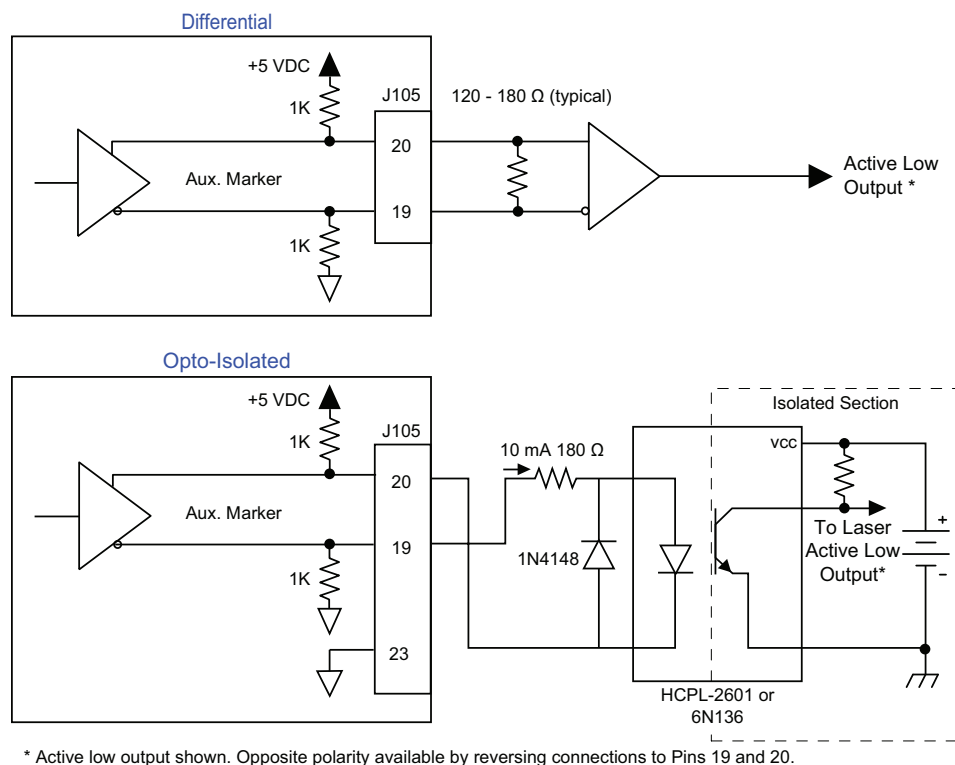 Differential
+5 VDC
1K
J105
120 - 180 Ω (typical)
20
Aux. Marker
19
1K
Active Low
Output *
Opto-Isolated
+5 VDC
1K
J105
20
Aux. Marker
19
1K
23
10 mA 180 Ω
1N4148
Isolated Section
vcc
To Laser
Active Low
Output*
+
−
HCPL-2601 or
6N136
* Active low output shown. Opposite polarity available by reversing connections to Pins 19 and 20.